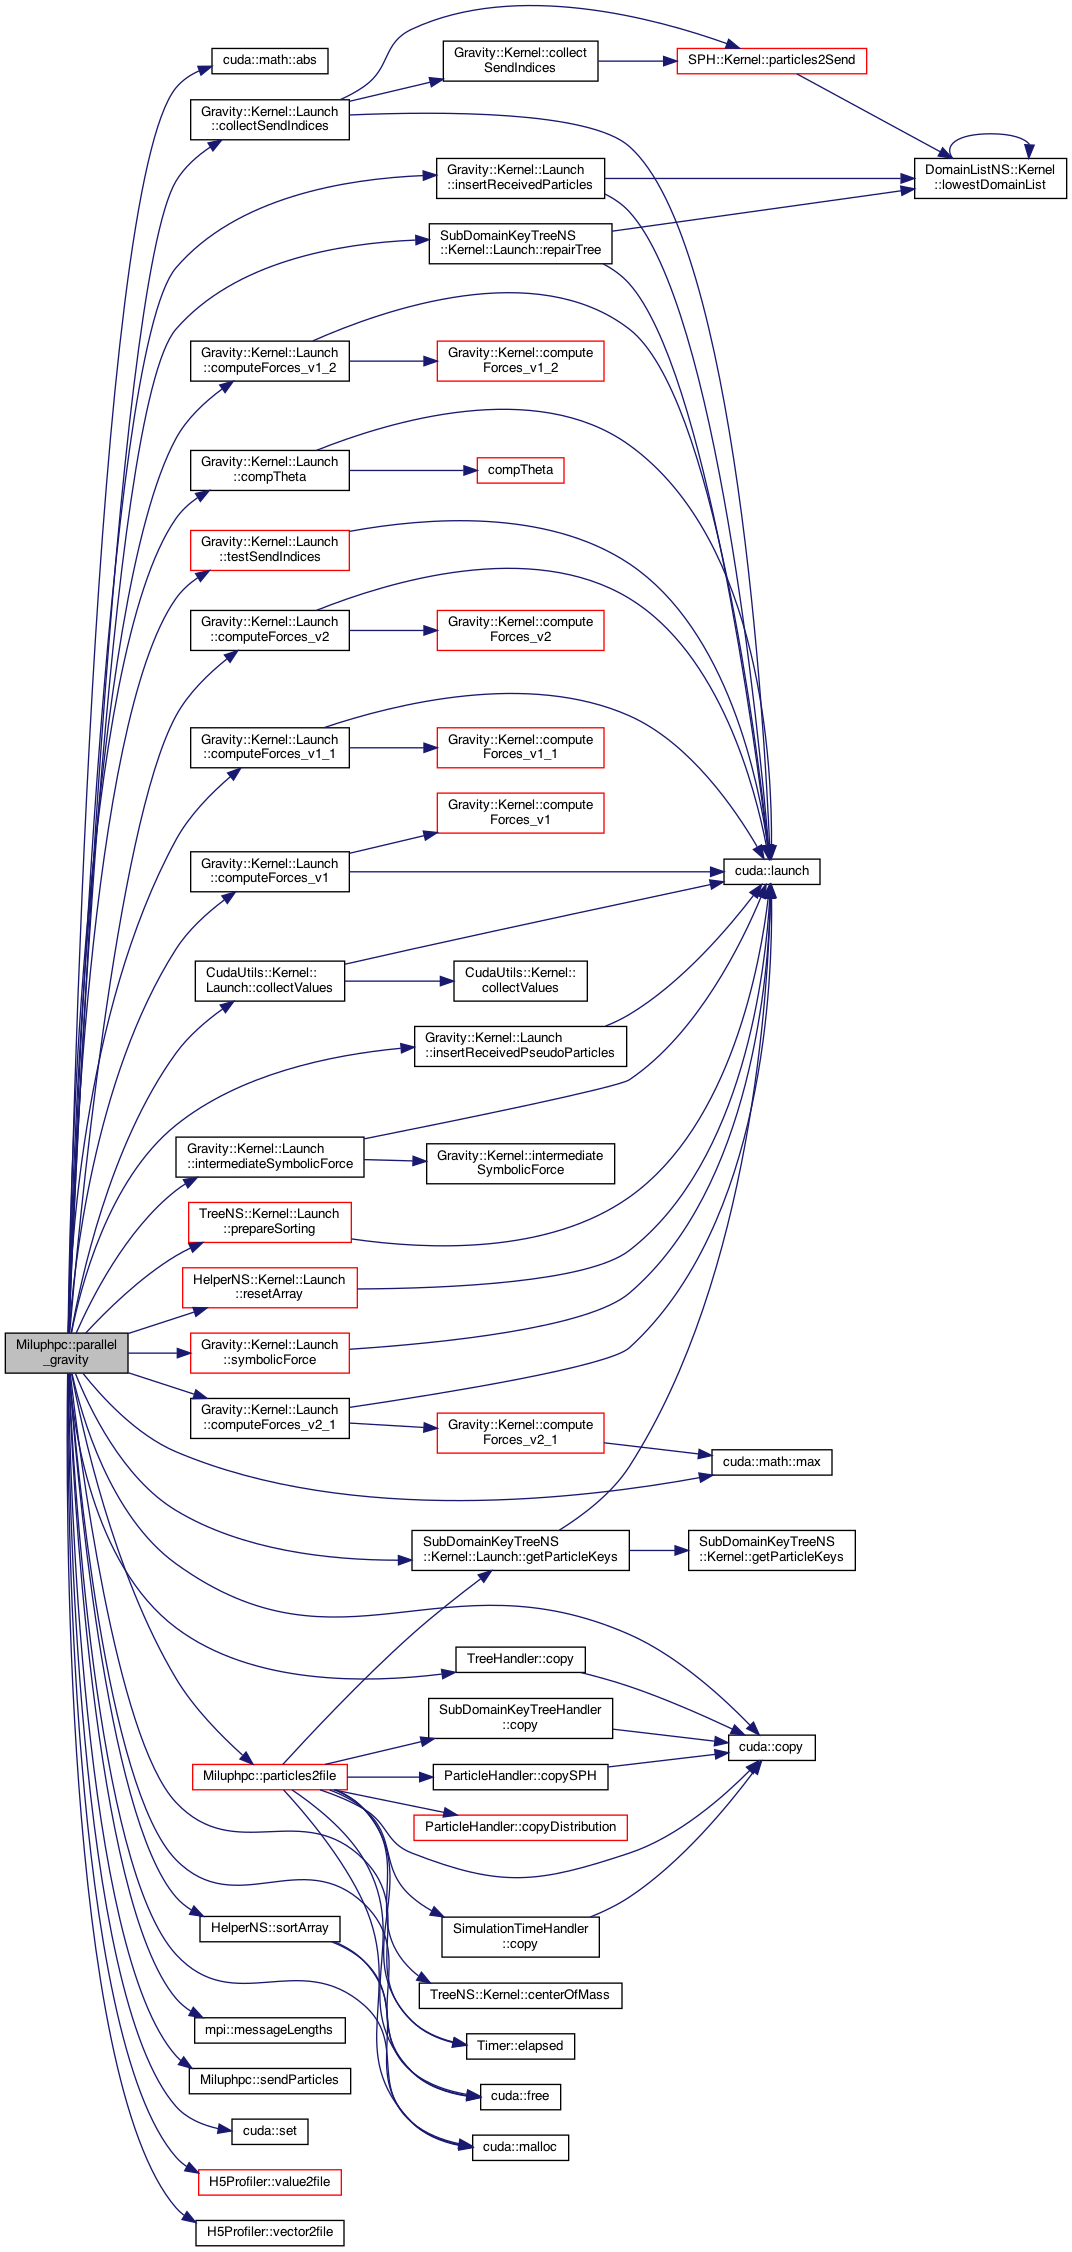 cuda::math::abs
Gravity::Kernel::Launch
::collectSendIndices
Gravity::Kernel::collect
SendIndices
SPH::Kernel::particles2Send
DomainListNS::Kernel
::lowestDomainList
Gravity::Kernel::Launch
::insertReceivedParticles
SubDomainKeyTreeNS
::Kernel::Launch::repairTree
Gravity::Kernel::Launch
::computeForces_v1_2
Gravity::Kernel::compute
Forces_v1_2
Gravity::Kernel::Launch
::compTheta
compTheta
Gravity::Kernel::Launch
::testSendIndices
Gravity::Kernel::Launch
::computeForces_v2
Gravity::Kernel::compute
Forces_v2
Gravity::Kernel::Launch
::computeForces_v1_1
Gravity::Kernel::compute
Forces_v1_1
Gravity::Kernel::compute
Forces_v1
Gravity::Kernel::Launch
::computeForces_v1
cuda::launch
CudaUtils::Kernel::
Launch::collectValues
CudaUtils::Kernel::
collectValues
Gravity::Kernel::Launch
::insertReceivedPseudoParticles
Gravity::Kernel::Launch
::intermediateSymbolicForce
Gravity::Kernel::intermediate
SymbolicForce
TreeNS::Kernel::Launch
::prepareSorting
HelperNS::Kernel::Launch
::resetArray
Miluphpc::parallel
_gravity
Gravity::Kernel::Launch
::symbolicForce
Gravity::Kernel::Launch
::computeForces_v2_1
Gravity::Kernel::compute
Forces_v2_1
cuda::math::max
SubDomainKeyTreeNS
::Kernel::Launch::getParticleKeys
SubDomainKeyTreeNS
::Kernel::getParticleKeys
TreeHandler::copy
SubDomainKeyTreeHandler
::copy
cuda::copy
Miluphpc::particles2file
ParticleHandler::copySPH
ParticleHandler::copyDistribution
HelperNS::sortArray
SimulationTimeHandler
::copy
TreeNS::Kernel::centerOfMass
mpi::messageLengths
Timer::elapsed
Miluphpc::sendParticles
cuda::free
cuda::set
cuda::malloc
H5Profiler::value2file
H5Profiler::vector2file